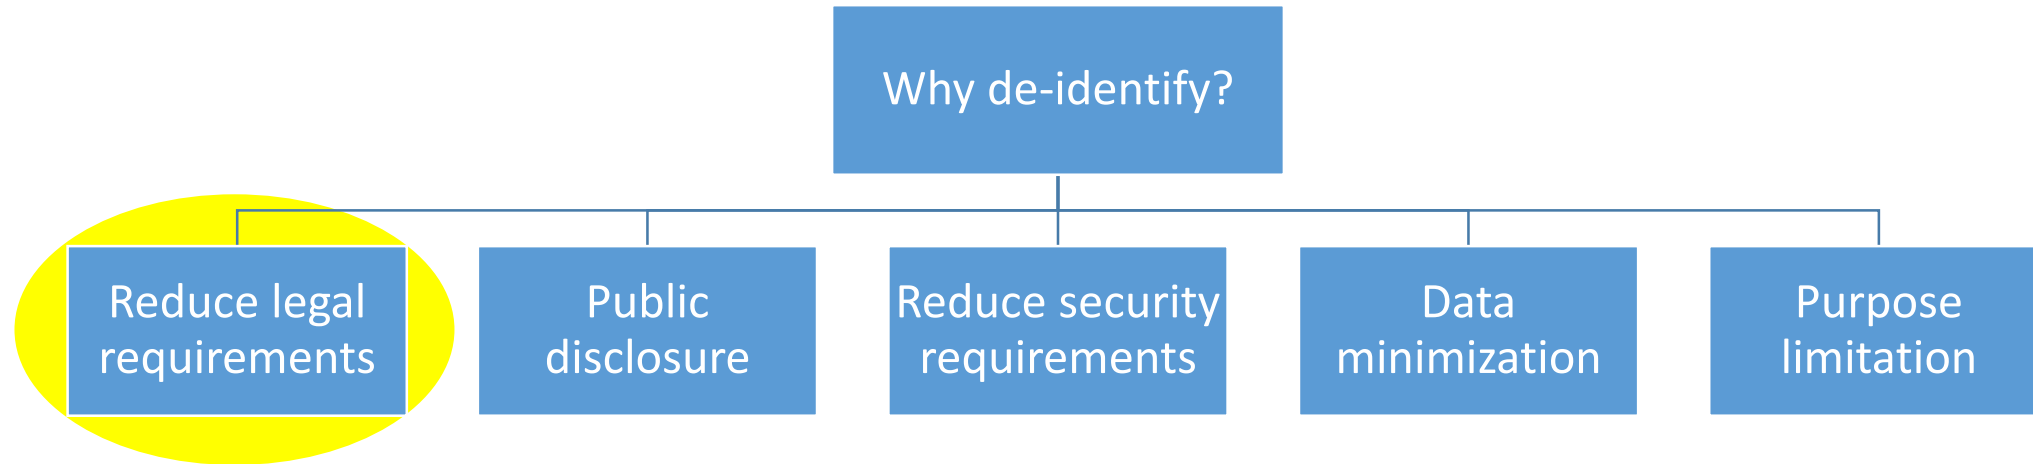 Why de-identify?
Reduce legal
requirements
Public
disclosure
Reduce security
requirements
Data
minimization
Purpose
limitation